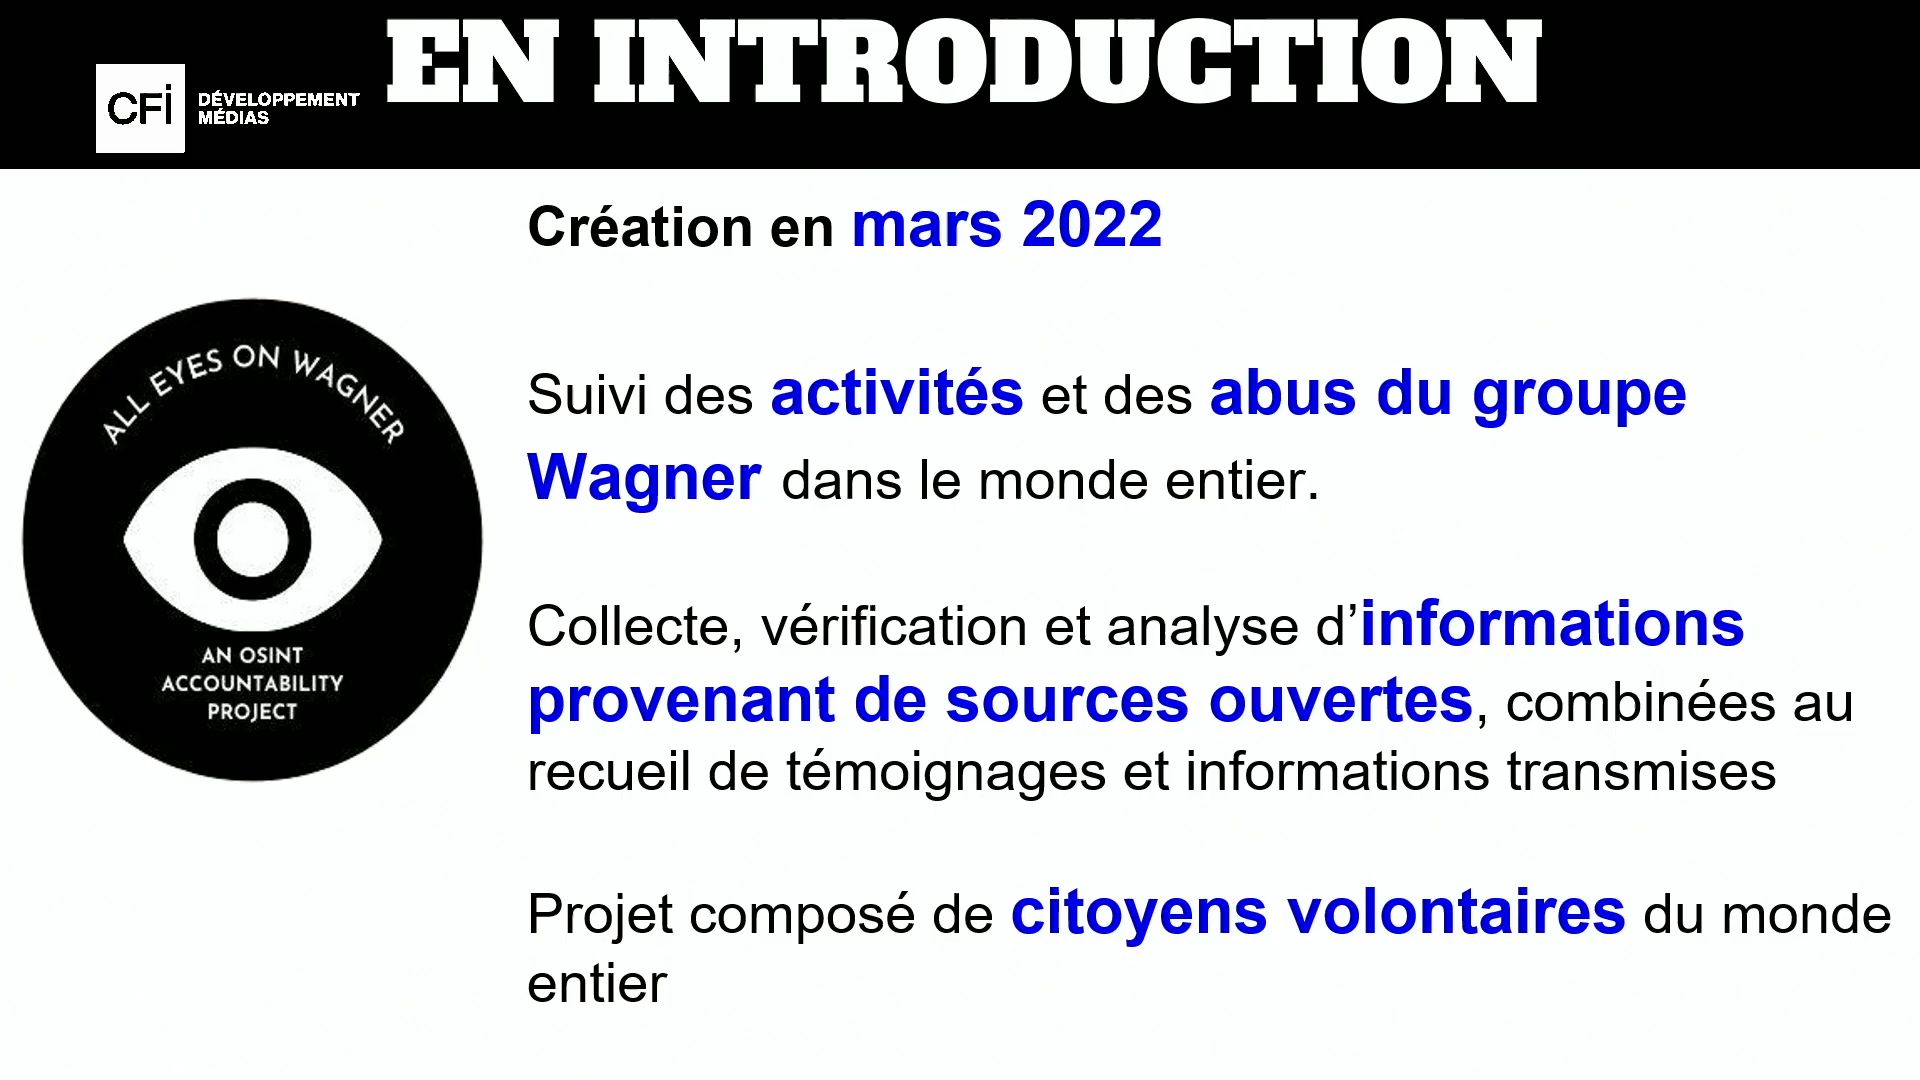 EN INTRODUCTION
CFI DÉVELOPPEMENT
MÉDIAS
Création en mars 2022
Suivi des activités et des abus du groupe
Wagner dans le monde entier.
Collecte, vérification et analyse d’informations
provenant de sources ouvertes, combinées au
recueil de témoignages et informations transmises
Projet composé de citoyens volontaires du monde
entier
ALL EYES ON WAGNER
AN OSINT
ACCOUNTABILITY
PROJECT